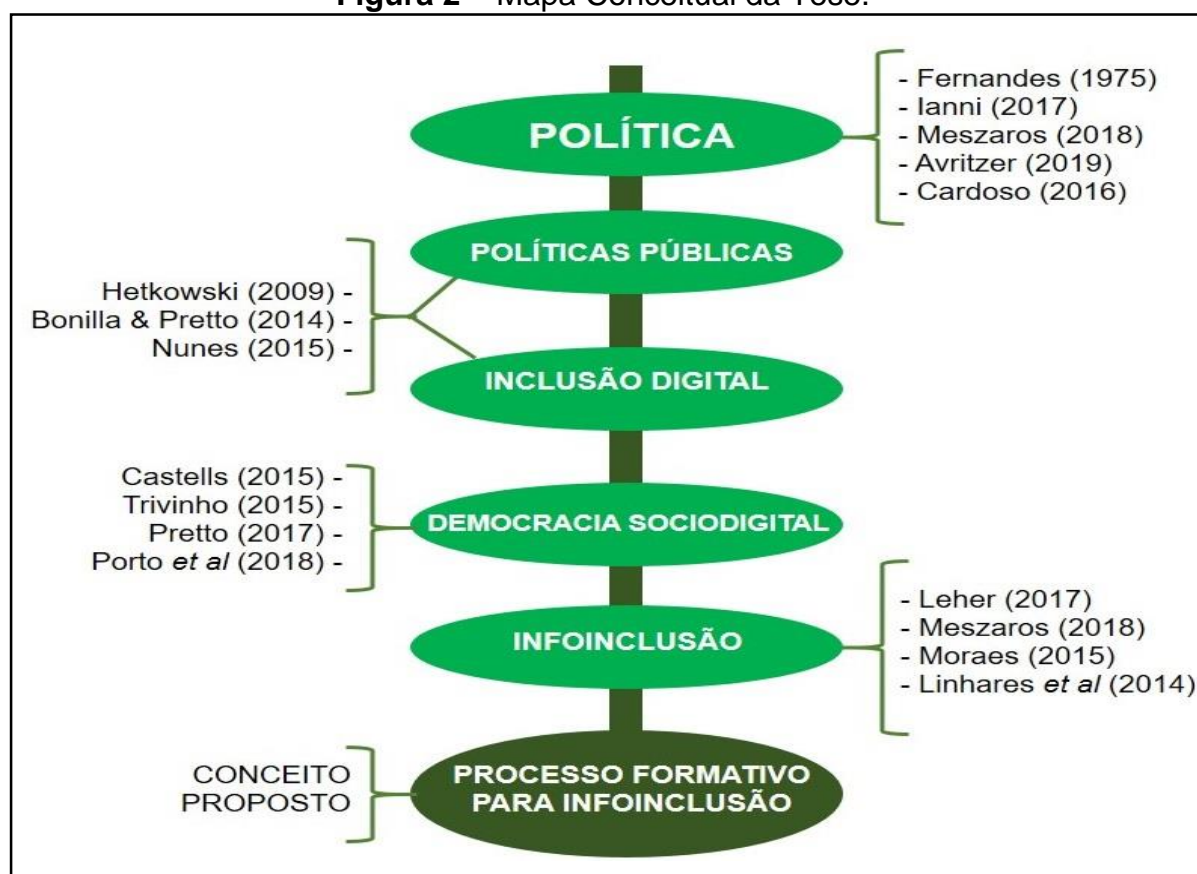 Figura 2 – Mapa Conceitual da Tese.
POLÍTICA
- Fernandes (1975)
- Ianni (2017)
- Meszaros (2018)
- Avritzer (2019)
- Cardoso (2016)
POLÍTICAS PÚBLICAS
Hetkowski (2009) -
Bonilla & Pretto (2014) -
Nunes (2015) -
INCLUSÃO DIGITAL
Castells (2015) -
Trivinho (2015) -
Pretto (2017) -
Porto et al (2018) -
DEMOCRACIA SOCIODIGITAL
INFOINCLUSÃO
- Leher (2017)
- Meszaros (2018)
- Moraes (2015)
- Linhares et al (2014)
CONCEITO
PROPOSTO
PROCESSO FORMATIVO
PARA INFOINCLUSÃO